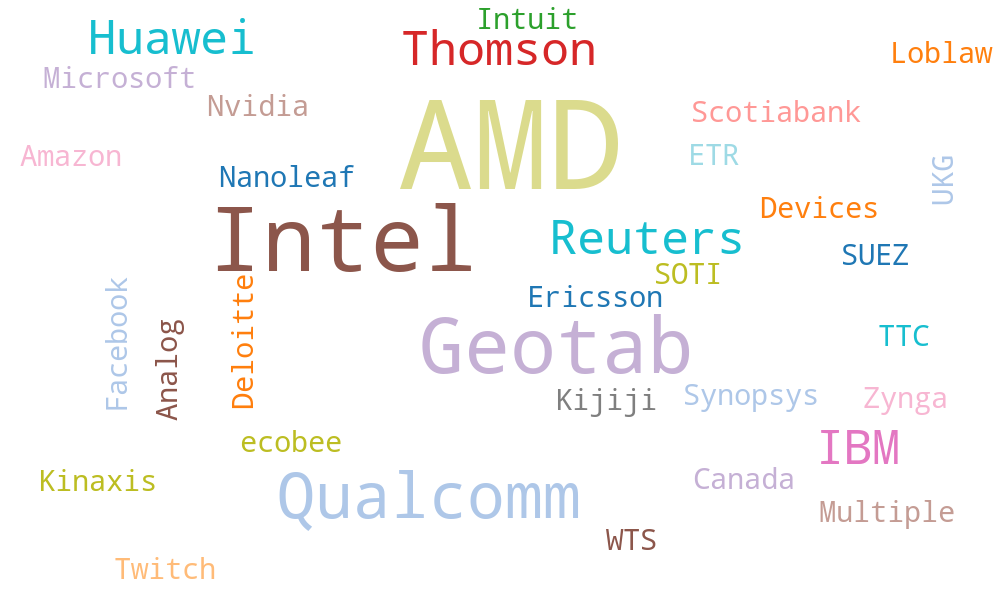 Intuit
Huawei
Thomson
Loblaw
Microsoft
Nvidia
AMD
Scotiabank
Amazon
ETR
Nanoleaf
UKG
Devices
Intel
Reuters
SUEZ
SOTI
Ericsson
Facebook
Analog
Deloitte
Geotab
TTC
Kijiji
Synopsys
Zynga
ecobee
IBM
Kinaxis
Qualcomm
Canada
Multiple
WTS
Twitch